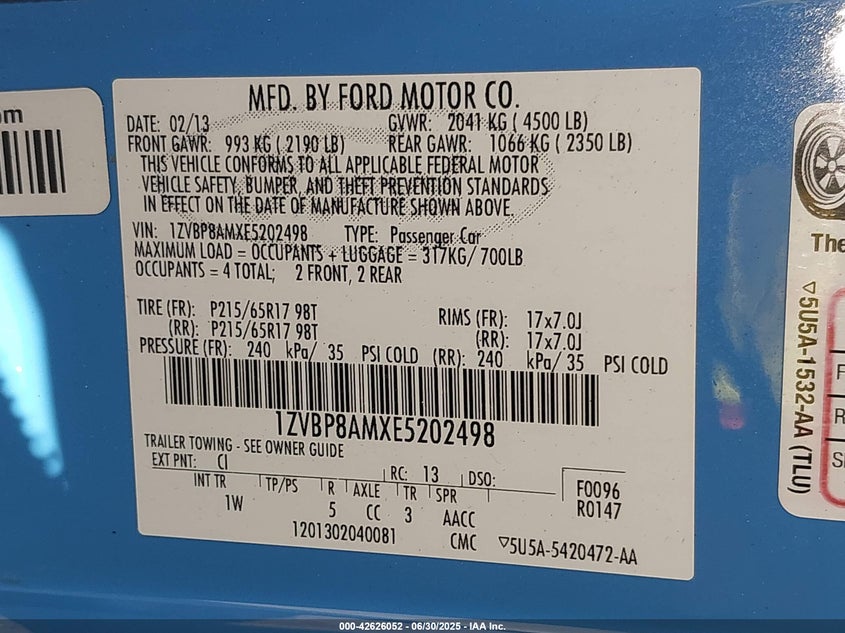 om
MFD. BY FORD MOTOR CO.
DATE: 02/13 GVWR: 2041 KG ( 4500 LB)
FRONT GAWR: 993 KG ( 2190 LB) REAR GAWR: 1066 KG ( 2350 LB)
THIS VEHICLE CONFORMS TO ALL APPLICABLE FEDERAL MOTOR
VEHICLE SAFETY, BUMPER, AND THEFT PREVENTION STANDARDS
IN EFFECT ON THE DATE OF MANUFACTURE SHOWN ABOVE.
VIN: 1ZVBP8AMXE5202498 TYPE: Passenger Car
MAXIMUM LOAD = OCCUPANTS + LUGGAGE = 317KG/ 700LB
OCCUPANTS = 4 TOTAL; 2 FRONT, 2 REAR
TIRE (FR): P215/65R17 98T RIMS (FR): 17x7.0J
(RR): P215/65R17 98T (RR): 17x7.0J
PRESSURE (FR): 240 kPa/ 35 PSI COLD (RR): 240 kPa/ 35 PSI COLD
1ZVBP8AMXE5202498
TRAILER TOWING - SEE OWNER GUIDE
EXT PNT: CI RC: 13 DSO:
INT TR TP/PS R AXLE TR SPR F0096
1W 5 CC 3 AACC R0147
1201302040081 CMC ▽5U5A-5420472-AA
The
▽5U5A-1532-AA (TLU)
F
R
000-42626052 - 06/30/2025 - IAA Inc.